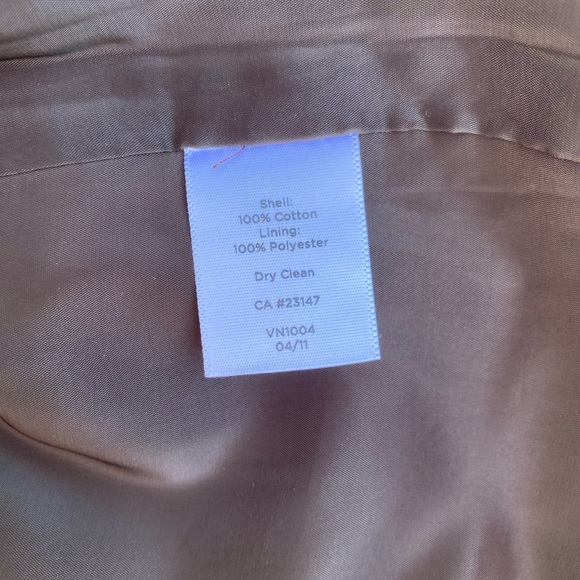 Shell:
100% Cotton
Lining:
100% Polyester
Dry Clean
CA #23147
VN1004
04/11